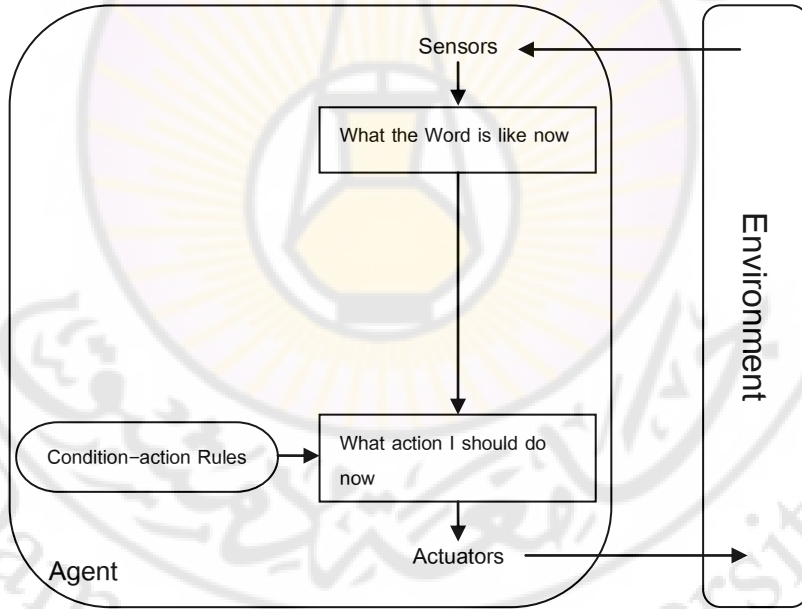 Sensors
What the Word is like now
Environment
What action I should do
now
Condition-action Rules
Actuators
Agent